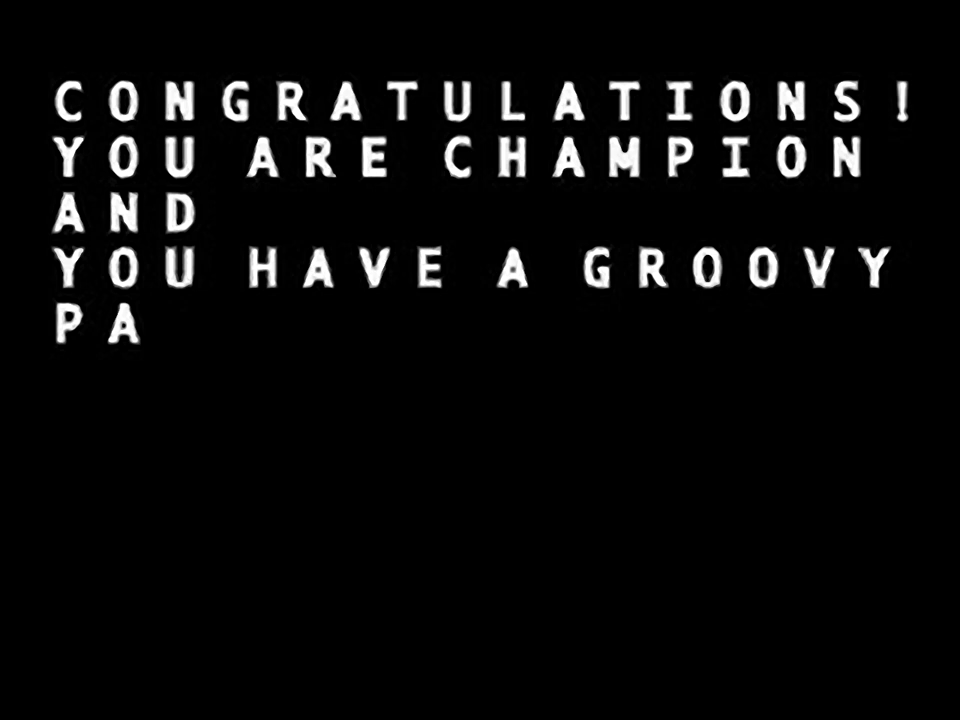 CONGRATULATIONS!
YOU ARE CHAMPION
AND
YOU HAVE A GROOVY
PA